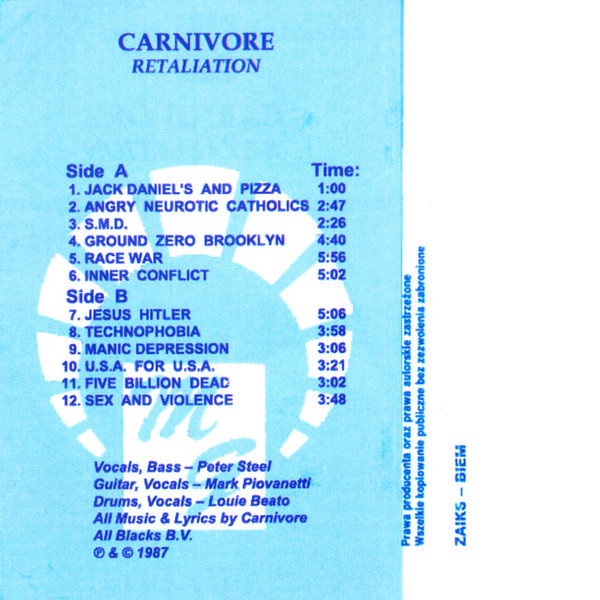 CARNIVORE
RETALIATION
Side A Time:
1. JACK DANIEL'S AND PIZZA 1:00
2. ANGRY NEUROTIC CATHOLICS 2:47
3. S.M.D. 2:26
4. GROUND ZERO BROOKLYN 4:40
5. RACE WAR 5:56
6. INNER CONFLICT 5:02
Side B
7. JESUS HITLER 5:06
8. TECHNOPHOBIA 3:58
9. MANIC DEPRESSION 3:06
10. U.S.A. FOR U.S.A. 3:21
11. FIVE BILLION DEAD 3:02
12. SEX AND VIOLENCE 3:48
Vocals, Bass – Peter Steel
Guitar, Vocals – Mark Piovanetti
Drums, Vocals – Louie Beato
All Music & Lyrics by Carnivore
All Blacks B.V.
℗ & © 1987
Prawa producenta oraz prawa autorskie zastrzeżone
Wszelkie kopiowanie publiczne bez zezwolenia zabronione
ZAIKS – BIEM